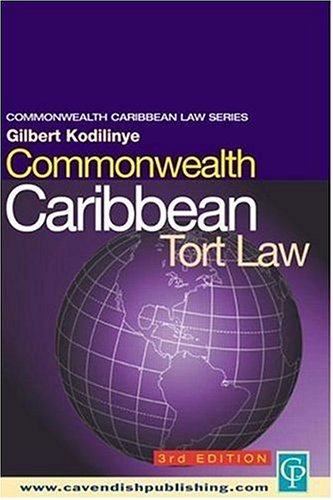 COMMONWEALTH CARIBBEAN LAW SERIES
Gilbert Kodilinye
Commonwealth
Caribbean
Tort Law
3rd EDITION
CP
www.cavendishpublishing.com